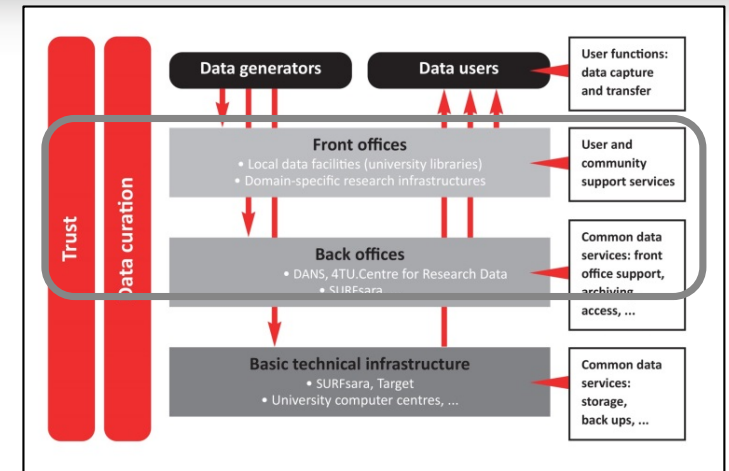 Trust
Data curation
Data generators
Data users
User functions:
data capture
and transfer
Front offices
• Local data facilities (university libraries)
• Domain-specific research infrastructures
User and
community
support services
Back offices
• DANS, 4TU.Centre for Research Data
• SURFsara
Common data
services: front
office support,
archiving,
access, ...
Basic technical infrastructure
• SURFsara, Target
• University computer centres, ...
Common data
services:
storage,
back ups, ...